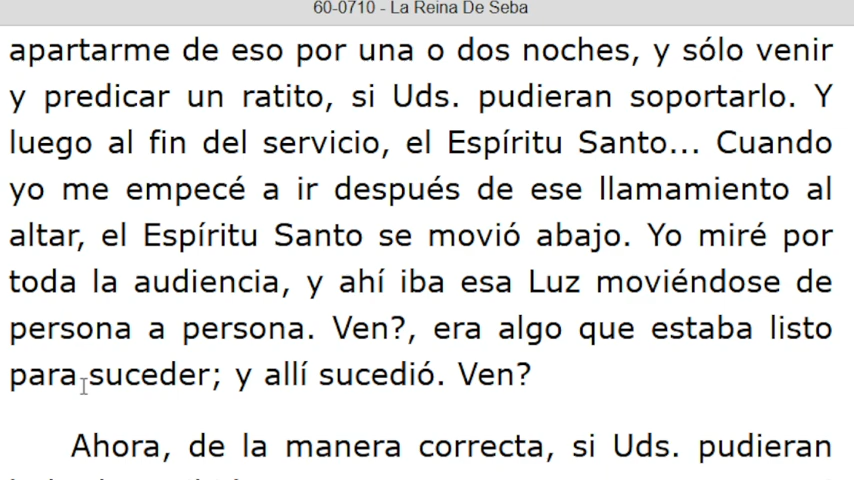 60-0710 - La Reina De Seba
apartarme de eso por una o dos noches, y sólo venir
y predicar un ratito, si Uds. pudieran soportarlo. Y
luego al fin del servicio, el Espíritu Santo... Cuando
yo me empecé a ir después de ese llamamiento al
altar, el Espíritu Santo se movió abajo. Yo miré por
toda la audiencia, y ahí iba esa Luz moviéndose de
persona a persona. Ven?, era algo que estaba listo
para suceder; y allí sucedió. Ven?
Ahora, de la manera correcta, si Uds. pudieran